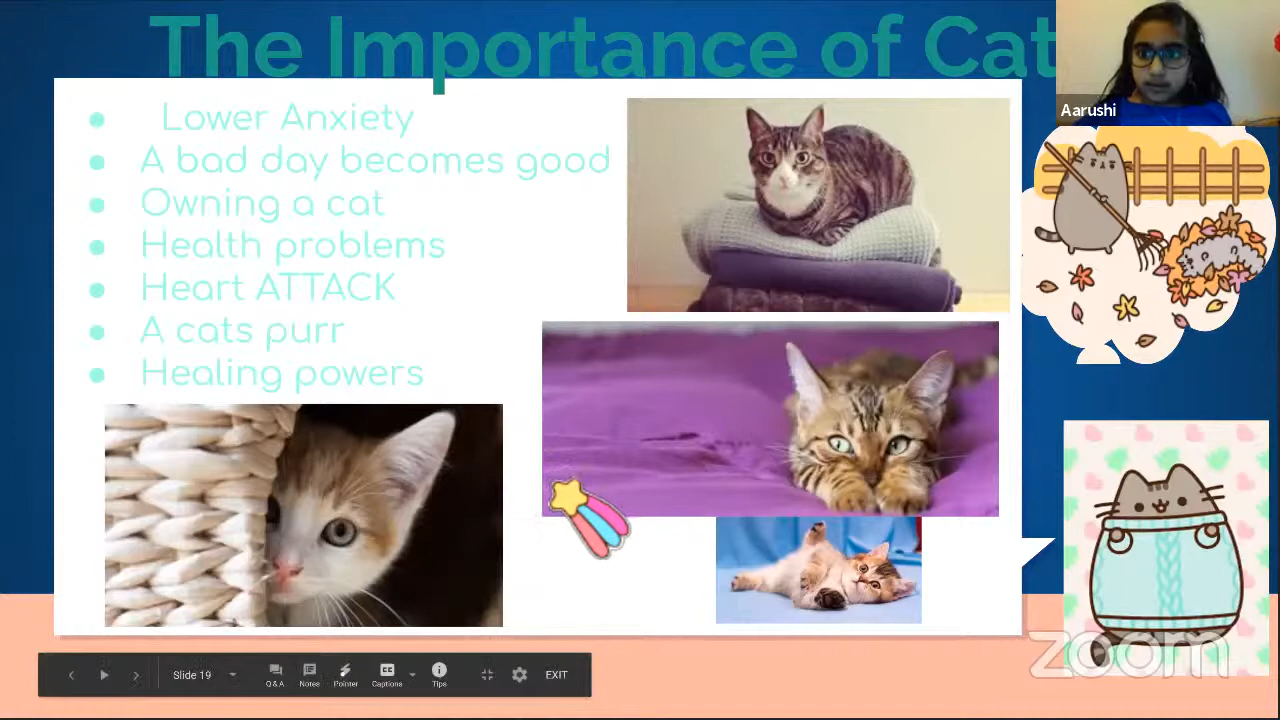 The Importance of Cat
Aarushi
Lower Anxiety
A bad day becomes good
Owning a cat
Health problems
Heart ATTACK
A cats purr
Healing powers
zoom
Slide 19
Q&A
Notes
Pointer
CC
Captions
Tips
EXIT